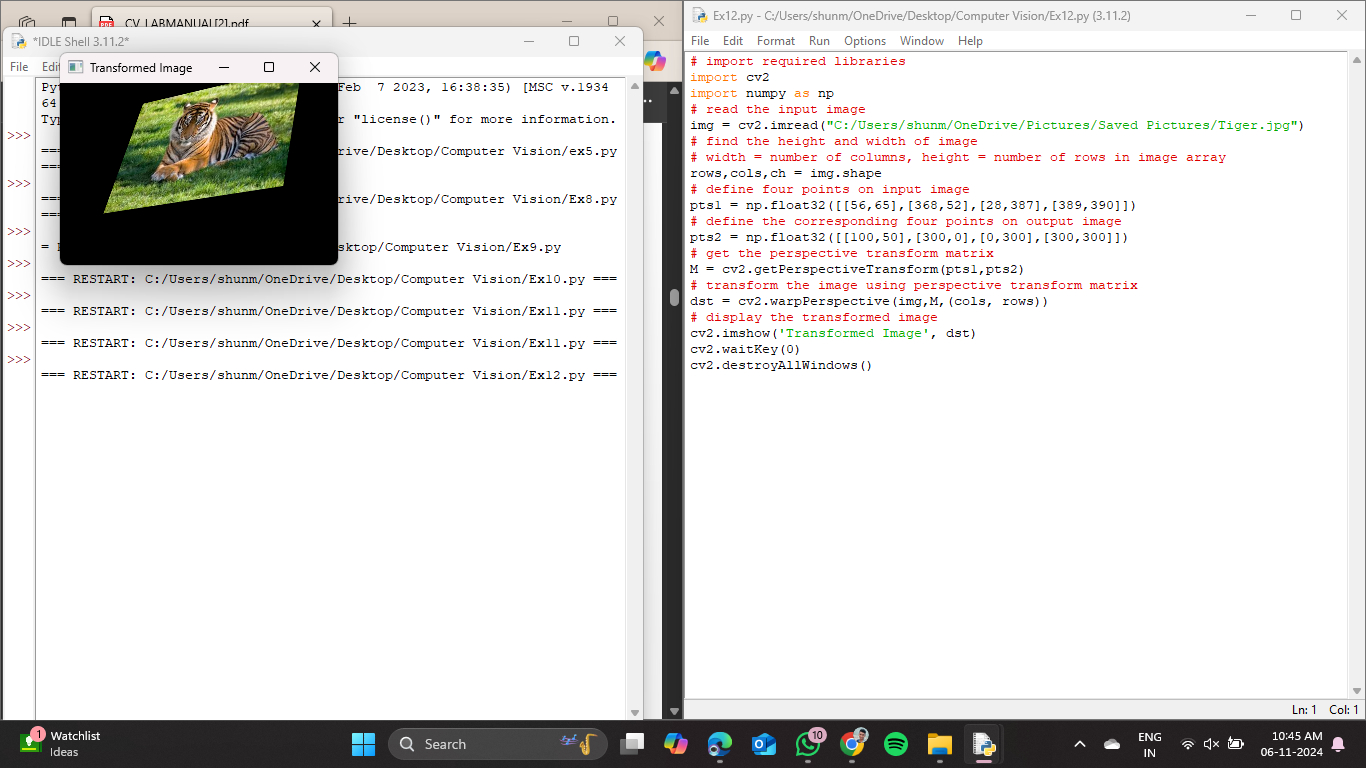 CV_LABMANUAL[2].pdf
*IDLE Shell 3.11.2*
File Edit
Transformed Image
Feb 7 2023, 16:38:35) [MSC v.1934
64
"license()" for more information.
>>>
=== rive/Desktop/Computer Vision/ex5.py
===
>>>
=== rive/Desktop/Computer Vision/Ex8.py
===
>>>
= sktop/Computer Vision/Ex9.py
>>>
=== RESTART: C:/Users/shunm/OneDrive/Desktop/Computer Vision/Ex10.py ===
>>>
=== RESTART: C:/Users/shunm/OneDrive/Desktop/Computer Vision/Ex11.py ===
>>>
=== RESTART: C:/Users/shunm/OneDrive/Desktop/Computer Vision/Ex11.py ===
>>>
=== RESTART: C:/Users/shunm/OneDrive/Desktop/Computer Vision/Ex12.py ===
Ex12.py - C:/Users/shunm/OneDrive/Desktop/Computer Vision/Ex12.py (3.11.2)
File Edit Format Run Options Window Help
# import required libraries
import cv2
import numpy as np
# read the input image
img = cv2.imread("C:/Users/shunm/OneDrive/Pictures/Saved Pictures/Tiger.jpg")
# find the height and width of image
# width = number of columns, height = number of rows in image array
rows,cols,ch = img.shape
# define four points on input image
pts1 = np.float32([[56,65],[368,52],[28,387],[389,390]])
# define the corresponding four points on output image
pts2 = np.float32([[100,50],[300,0],[0,300],[300,300]])
# get the perspective transform matrix
M = cv2.getPerspectiveTransform(pts1,pts2)
# transform the image using perspective transform matrix
dst = cv2.warpPerspective(img,M,(cols, rows))
# display the transformed image
cv2.imshow('Transformed Image', dst)
cv2.waitKey(0)
cv2.destroyAllWindows()
Ln: 1 Col: 1
1
Watchlist
Ideas
Search
10
ENG
IN
10:45 AM
06-11-2024